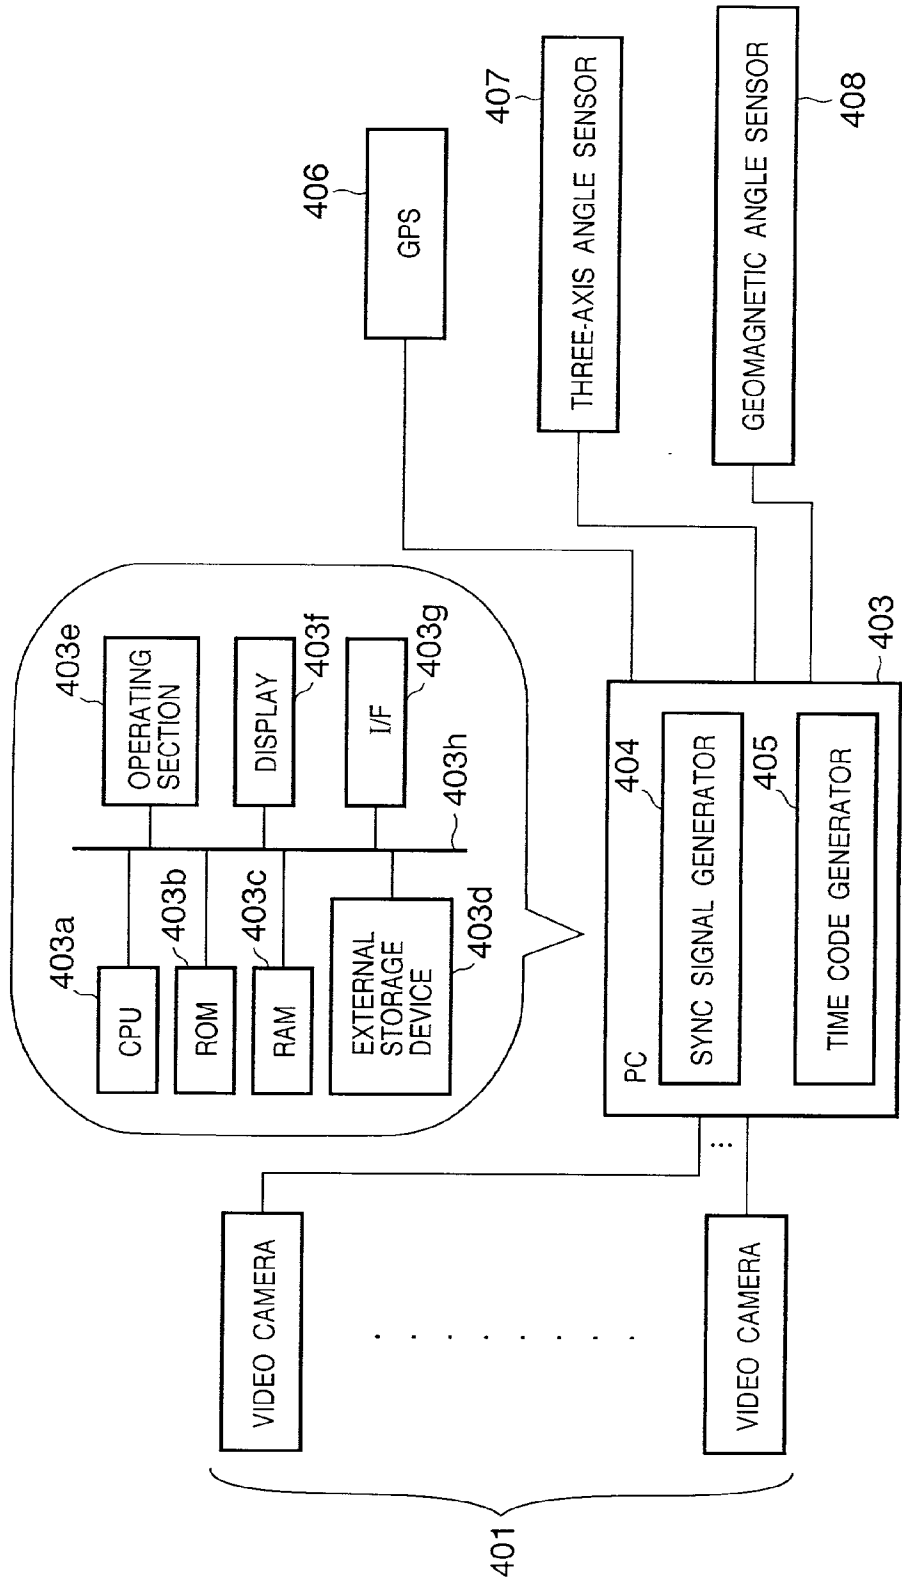 403a
CPU
403b
ROM
403c
RAM
EXTERNAL
STORAGE
DEVICE
403d
403e
OPERATING
SECTION
DISPLAY
403f
I/F
403g
403h
406
GPS
407
THREE-AXIS ANGLE SENSOR
GEOMAGNETIC ANGLE SENSOR
408
401
VIDEO CAMERA
VIDEO CAMERA
PC
404
SYNC SIGNAL GENERATOR
405
TIME CODE GENERATOR
403